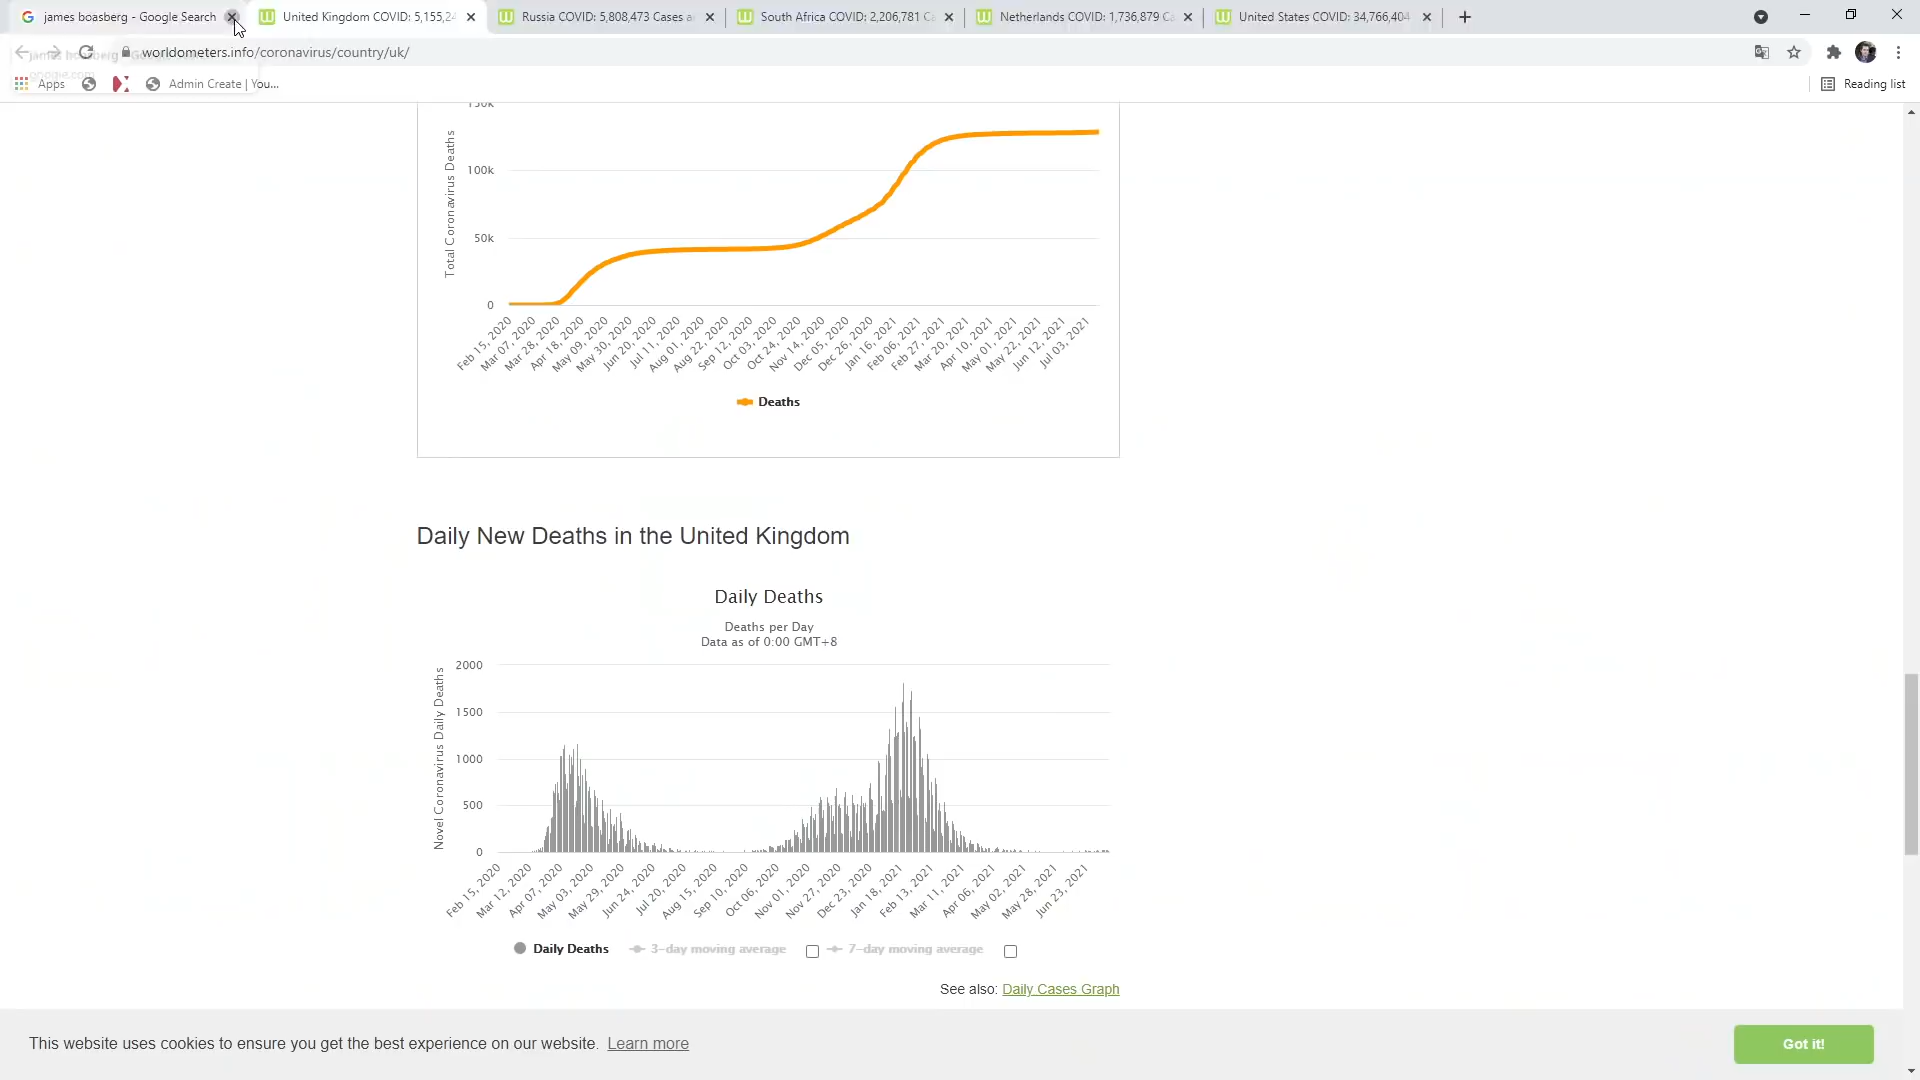 james boasberg - Google Search
United Kingdom COVID: 5,155,2
Russia COVID: 5,808,473 Cases a
South Africa COVID: 2,206,781 C
Netherlands COVID: 1,736,879 C
United States COVID: 34,766,404
worldometers.info/coronavirus/country/uk/
google.com
Apps
Admin Create | You...
Reading list
150k
100k
50k
0
Total Coronavirus Deaths
Feb 15, 2020
Mar 07, 2020
Mar 28, 2020
Apr 18, 2020
May 09, 2020
May 30, 2020
Jun 20, 2020
Jul 11, 2020
Aug 01, 2020
Aug 22, 2020
Sep 12, 2020
Oct 03, 2020
Oct 24, 2020
Nov 14, 2020
Dec 05, 2020
Dec 26, 2020
Jan 16, 2021
Feb 06, 2021
Feb 27, 2021
Mar 20, 2021
Apr 10, 2021
May 01, 2021
May 22, 2021
Jun 12, 2021
Jul 03, 2021
Deaths
Daily New Deaths in the United Kingdom
Daily Deaths
Deaths per Day
Data as of 0:00 GMT+8
2000
1500
1000
500
0
Novel Coronavirus Daily Deaths
Feb 15, 2020
Mar 12, 2020
Apr 07, 2020
May 03, 2020
May 29, 2020
Jun 24, 2020
Jul 20, 2020
Aug 15, 2020
Sep 10, 2020
Oct 06, 2020
Nov 01, 2020
Nov 27, 2020
Dec 23, 2020
Jan 18, 2021
Feb 13, 2021
Mar 11, 2021
Apr 06, 2021
May 02, 2021
May 28, 2021
Jun 23, 2021
Daily Deaths 3-day moving average 7-day moving average
See also: Daily Cases Graph
This website uses cookies to ensure you get the best experience on our website. Learn more
Got it!